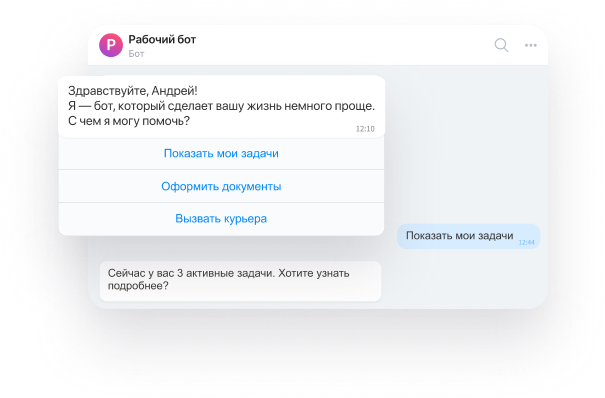 Р
Рабочий бот
Бот
Здравствуйте, Андрей!
Я — бот, который сделает вашу жизнь немного проще.
С чем я могу помочь?
12:10
Показать мои задачи
Оформить документы
Вызвать курьера
Показать мои задачи
12:44
Сейчас у вас 3 активные задачи. Хотите узнать
подробнее?